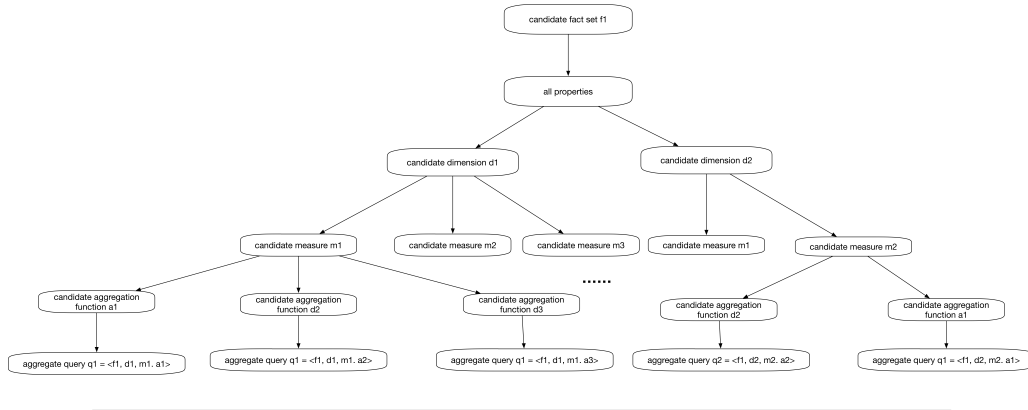 candidate fact set f1
all properties
candidate dimension d1
candidate dimension d2
candidate measure m1
candidate measure m2
candidate measure m3
candidate measure m1
candidate measure m2
......
candidate aggregation
function a1
candidate aggregation
function d2
candidate aggregation
function d3
candidate aggregation
function d2
candidate aggregation
function a1
aggregate query q1 = <f1, d1, m1. a1>
aggregate query q1 = <f1, d1, m1. a2>
aggregate query q1 = <f1, d1, m1. a3>
aggregate query q2 = <f1, d2, m2. a2>
aggregate query q1 = <f1, d2, m2. a1>